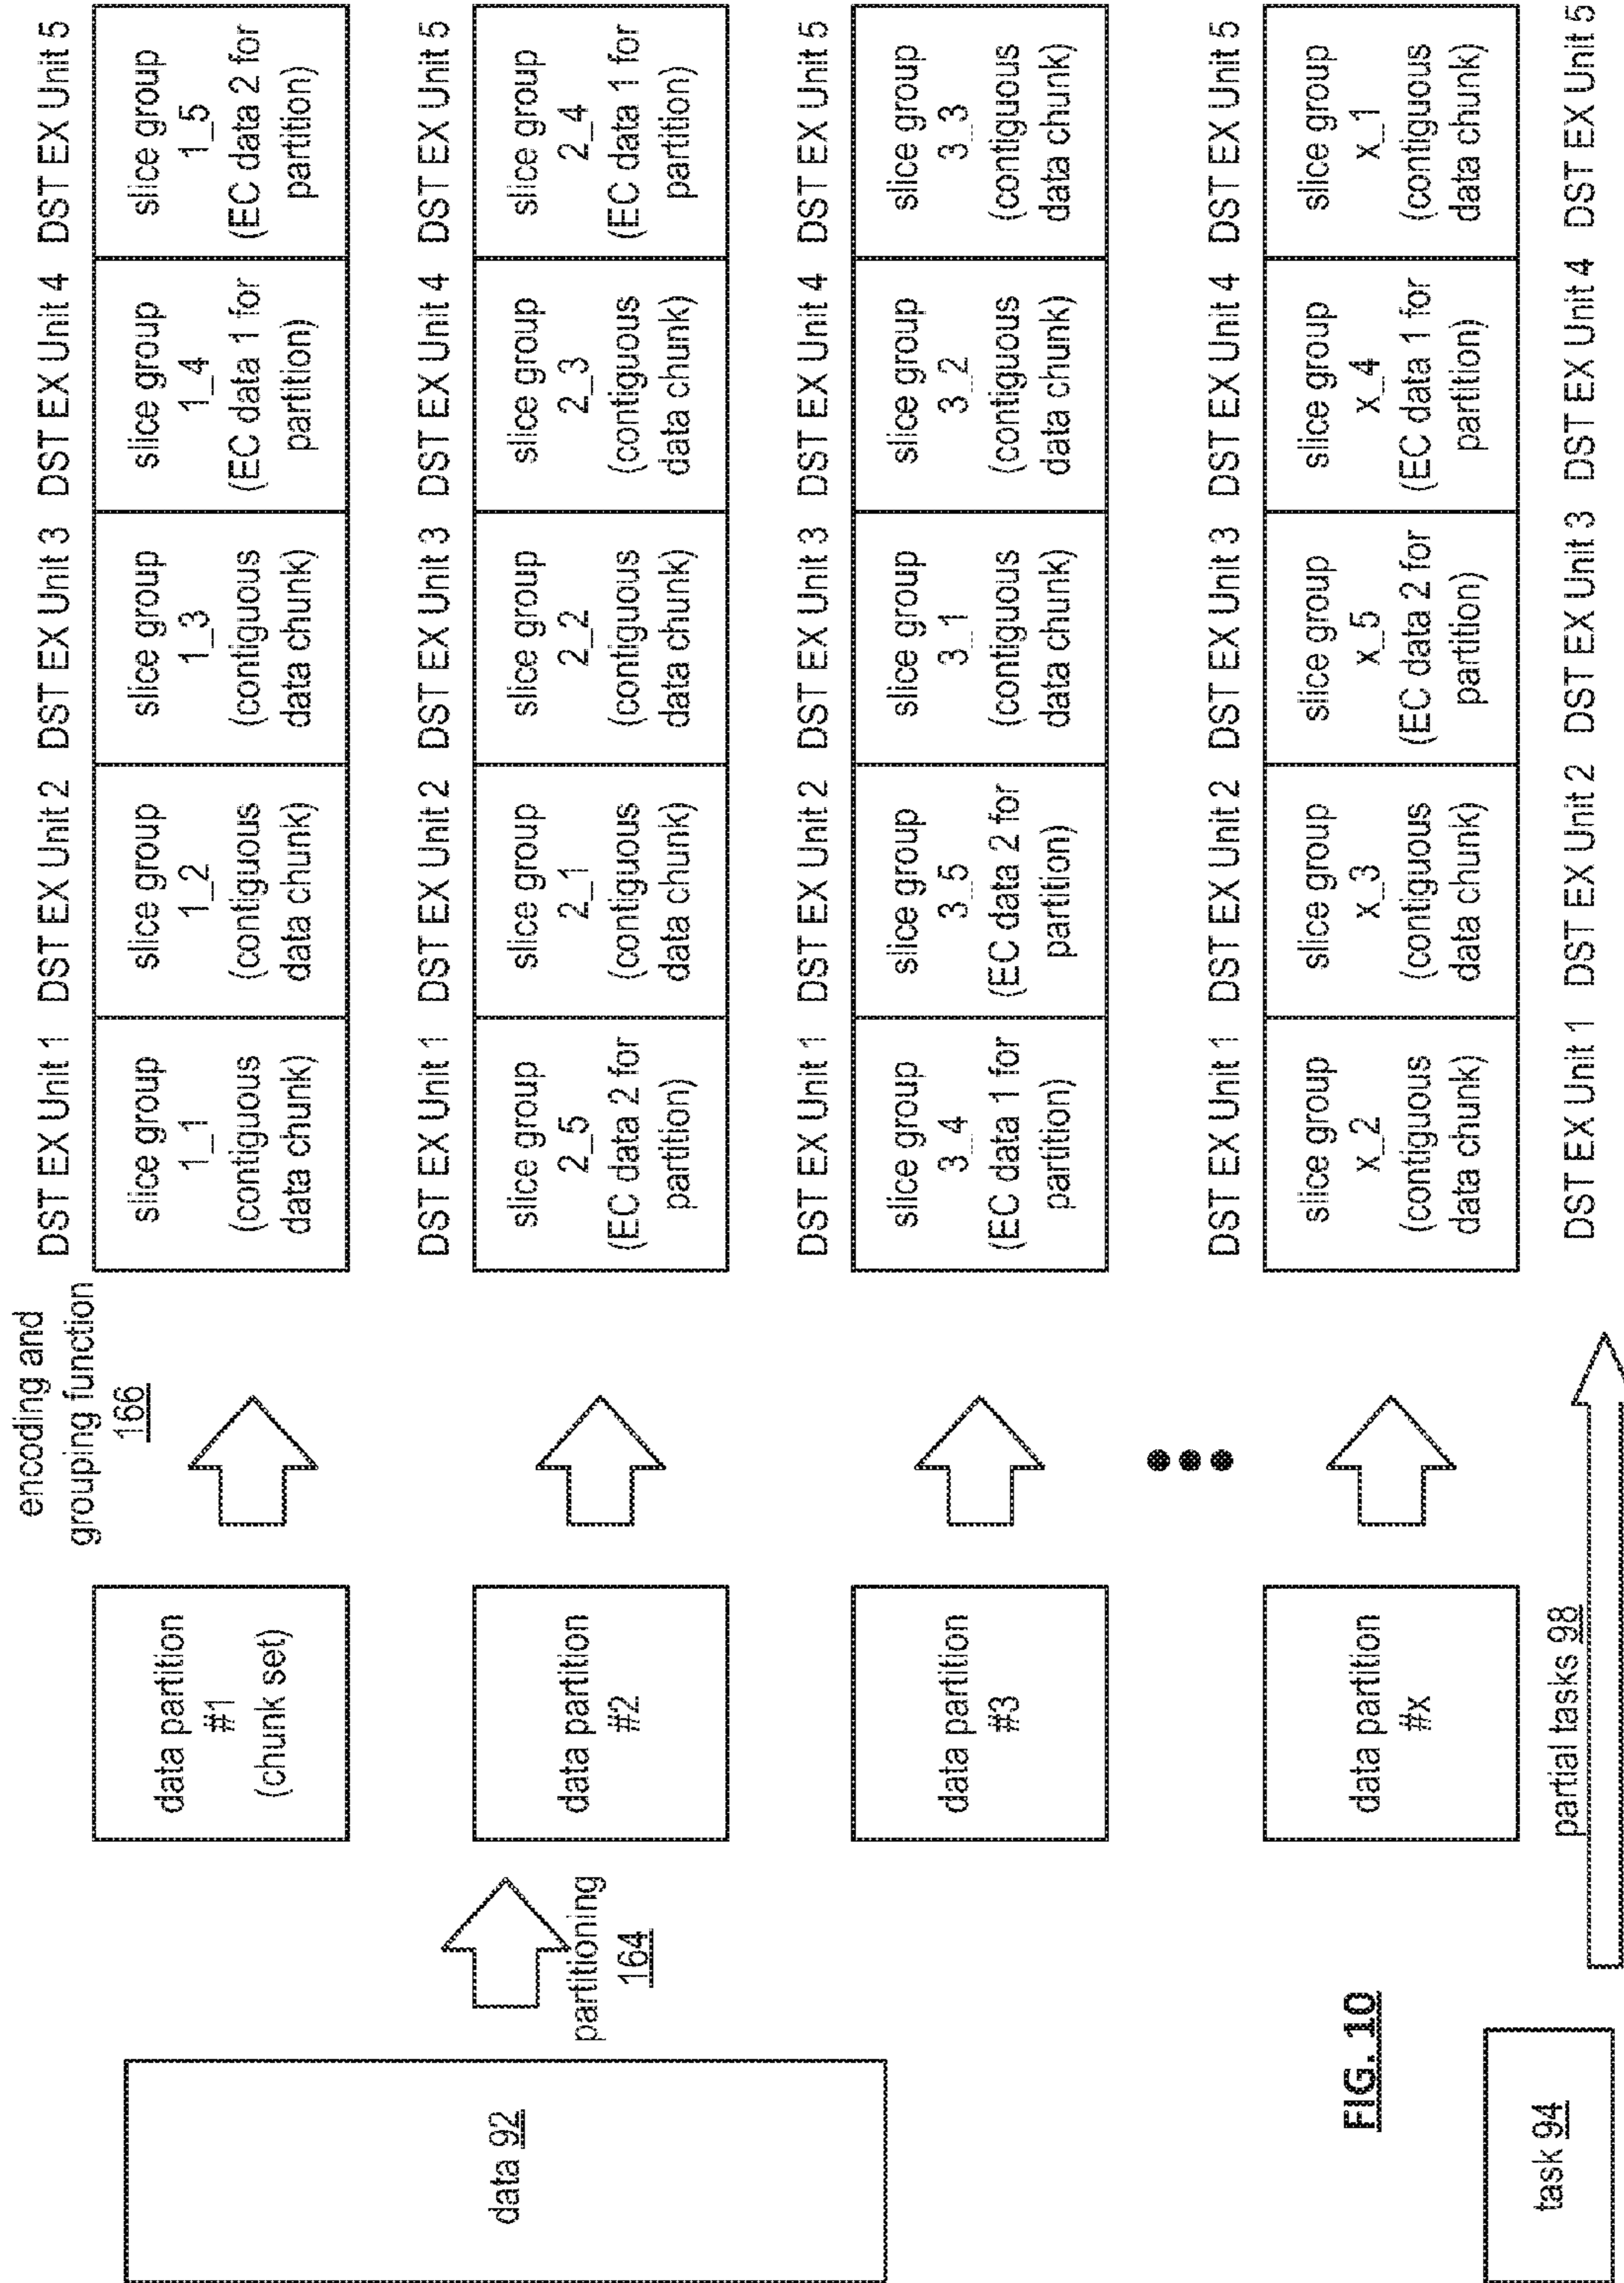 encoding and
grouping function
166
DST EX Unit 1 DST EX Unit 2 DST EX Unit 3 DST EX Unit 4 DST EX Unit 5
data 92
partitioning
164
data partition
#1
(chunk set)
slice group
1_1
(contiguous
data chunk)
slice group
1_2
(contiguous
data chunk)
slice group
1_3
(contiguous
data chunk)
slice group
1_4
(EC data 1 for
partition)
slice group
1_5
(EC data 2 for
partition)
DST EX Unit 1 DST EX Unit 2 DST EX Unit 3 DST EX Unit 4 DST EX Unit 5
data partition
#2
slice group
2_5
(EC data 2 for
partition)
slice group
2_1
(contiguous
data chunk)
slice group
2_2
(contiguous
data chunk)
slice group
2_3
(contiguous
data chunk)
slice group
2_4
(EC data 1 for
partition)
DST EX Unit 1 DST EX Unit 2 DST EX Unit 3 DST EX Unit 4 DST EX Unit 5
data partition
#3
slice group
3_4
(EC data 1 for
partition)
slice group
3_5
(EC data 2 for
partition)
slice group
3_1
(contiguous
data chunk)
slice group
3_2
(contiguous
data chunk)
slice group
3_3
(contiguous
data chunk)
DST EX Unit 1 DST EX Unit 2 DST EX Unit 3 DST EX Unit 4 DST EX Unit 5
data partition
#x
slice group
x_2
(contiguous
data chunk)
slice group
x_3
(contiguous
data chunk)
slice group
x_5
(EC data 2 for
partition)
slice group
x_4
(EC data 1 for
partition)
slice group
x_1
(contiguous
data chunk)
FIG. 10
task 94
partial tasks 98
DST EX Unit 1 DST EX Unit 2 DST EX Unit 3 DST EX Unit 4 DST EX Unit 5